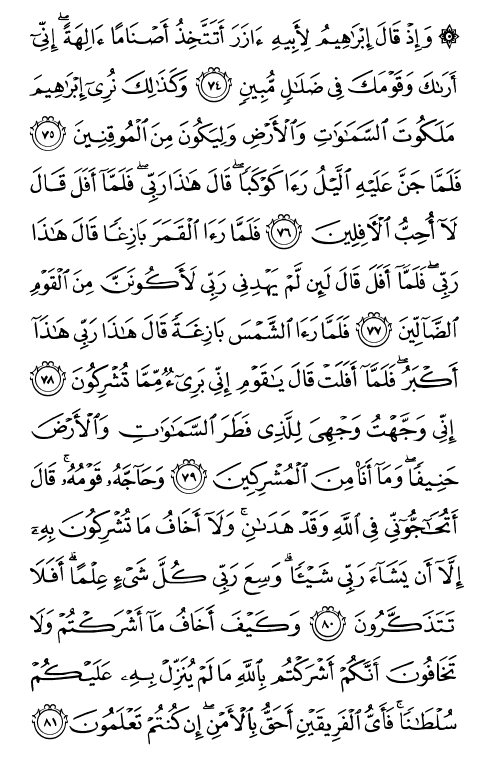 ۞ وَإِذْ قَالَ إِبْرَٰهِيمُ لِأَبِيهِ ءَازَرَ أَتَتَّخِذُ أَصْنَامًا ءَالِهَةً ۖ إِنِّىٓ
أَرَىٰكَ وَقَوْمَكَ فِى ضَلَـٰلٍ مُّبِينٍ ٧٤ وَكَذَٰلِكَ نُرِىٓ إِبْرَٰهِيمَ
مَلَكُوتَ ٱلسَّمَـٰوَٰتِ وَٱلْأَرْضِ وَلِيَكُونَ مِنَ ٱلْمُوقِنِينَ ٧٥
فَلَمَّا جَنَّ عَلَيْهِ ٱلَّيْلُ رَءَا كَوْكَبًا ۖ قَالَ هَـٰذَا رَبِّى ۖ فَلَمَّآ أَفَلَ قَالَ
لَآ أُحِبُّ ٱلْـَٔافِلِينَ ٧٦ فَلَمَّا رَءَا ٱلْقَمَرَ بَازِغًا قَالَ هَـٰذَا
رَبِّى ۖ فَلَمَّآ أَفَلَ قَالَ لَئِن لَّمْ يَهْدِنِى رَبِّى لَأَكُونَنَّ مِنَ ٱلْقَوْمِ
ٱلضَّآلِّينَ ٧٧ فَلَمَّا رَءَا ٱلشَّمْسَ بَازِغَةً قَالَ هَـٰذَا رَبِّى هَـٰذَآ
أَكْبَرُ ۖ فَلَمَّآ أَفَلَتْ قَالَ يَـٰقَوْمِ إِنِّى بَرِىٓءٌ مِّمَّا تُشْرِكُونَ ٧٨
إِنِّى وَجَّهْتُ وَجْهِىَ لِلَّذِى فَطَرَ ٱلسَّمَـٰوَٰتِ وَٱلْأَرْضَ
حَنِيفًا ۖ وَمَآ أَنَا۠ مِنَ ٱلْمُشْرِكِينَ ٧٩ وَحَآجَّهُۥ قَوْمُهُۥ ۚ قَالَ
أَتُحَـٰٓجُّوٓنِّى فِى ٱللَّهِ وَقَدْ هَدَىٰنِ ۚ وَلَآ أَخَافُ مَا تُشْرِكُونَ بِهِۦٓ
إِلَّآ أَن يَشَآءَ رَبِّى شَيْـًٔا ۗ وَسِعَ رَبِّى كُلَّ شَىْءٍ عِلْمًا ۗ أَفَلَا
تَتَذَكَّرُونَ ٨٠ وَكَيْفَ أَخَافُ مَآ أَشْرَكْتُمْ وَلَا
تَخَافُونَ أَنَّكُمْ أَشْرَكْتُم بِٱللَّهِ مَا لَمْ يُنَزِّلْ بِهِۦ عَلَيْكُمْ
سُلْطَـٰنًا ۚ فَأَىُّ ٱلْفَرِيقَيْنِ أَحَقُّ بِٱلْأَمْنِ ۖ إِن كُنتُمْ تَعْلَمُونَ ٨١